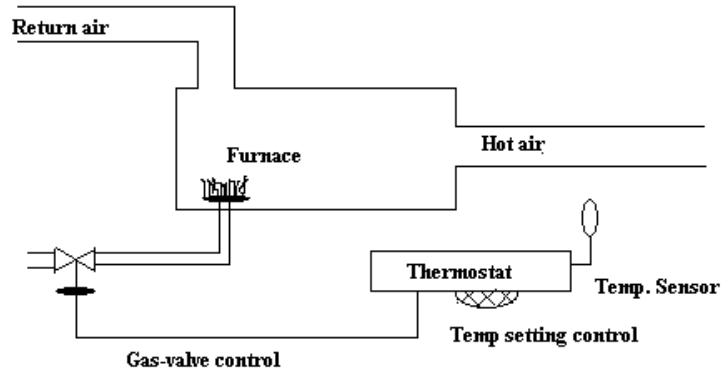 Return air
Hot air
Furnace
Thermostat
Temp. Sensor
Temp setting control
Gas-valve control